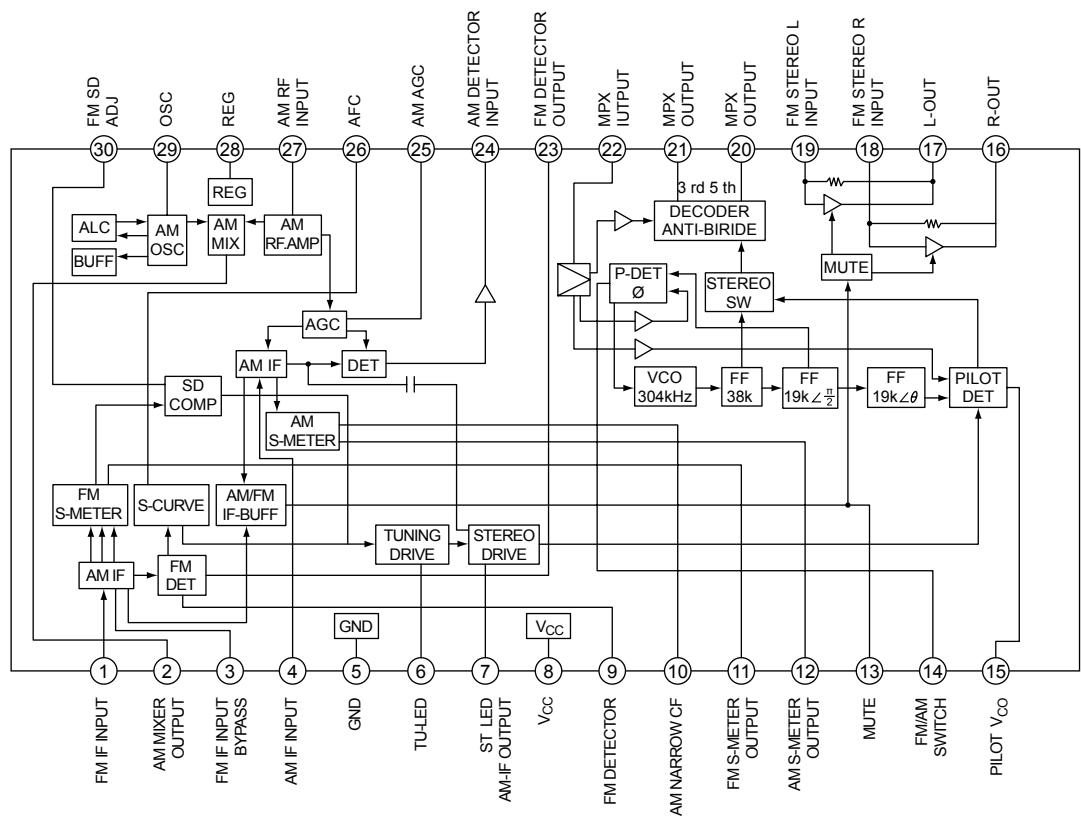 FM SD
ADJ
OSC
REG
AM RF
INPUT
AFC
AM AGC
AM DETECTOR
INPUT
FM DETECTOR
OUTPUT
MPX
IUTPUT
MPX
OUTPUT
MPX
OUTPUT
FM STEREO L
INPUT
FM STEREO R
INPUT
L-OUT
R-OUT
30
29
28
27
26
25
24
23
22
21
20
19
18
17
16
REG
3 rd 5 th
ALC
AM
OSC
AM
MIX
AM
RF.AMP
DECODER
ANTI-BIRIDE
BUFF
MUTE
P-DET
Ø
STEREO
SW
AGC
AM IF
DET
SD
COMP
VCO
304kHz
FF
38k
FF
19k∠π/2
FF
19k∠θ
PILOT
DET
AM
S-METER
FM
S-METER
S-CURVE
AM/FM
IF-BUFF
TUNING
DRIVE
STEREO
DRIVE
AM IF
FM
DET
GND
VCC
1
2
3
4
5
6
7
8
9
10
11
12
13
14
15
FM IF INPUT
AM MIXER
OUTPUT
FM IF INPUT
BYPASS
AM IF INPUT
GND
TU-LED
ST LED
AM-IF OUTPUT
VCC
FM DETECTOR
AM NARROW CF
FM S-METER
OUTPUT
AM S-METER
OUTPUT
MUTE
FM/AM
SWITCH
PILOT VCO